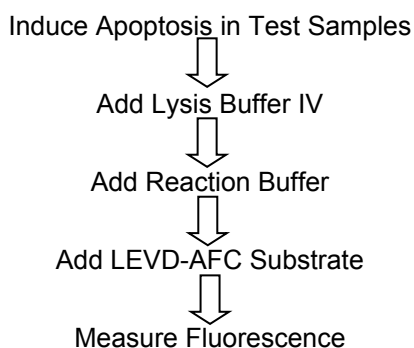 Induce Apoptosis in Test Samples
Add Lysis Buffer IV
Add Reaction Buffer
Add LEVD-AFC Substrate
Measure Fluorescence